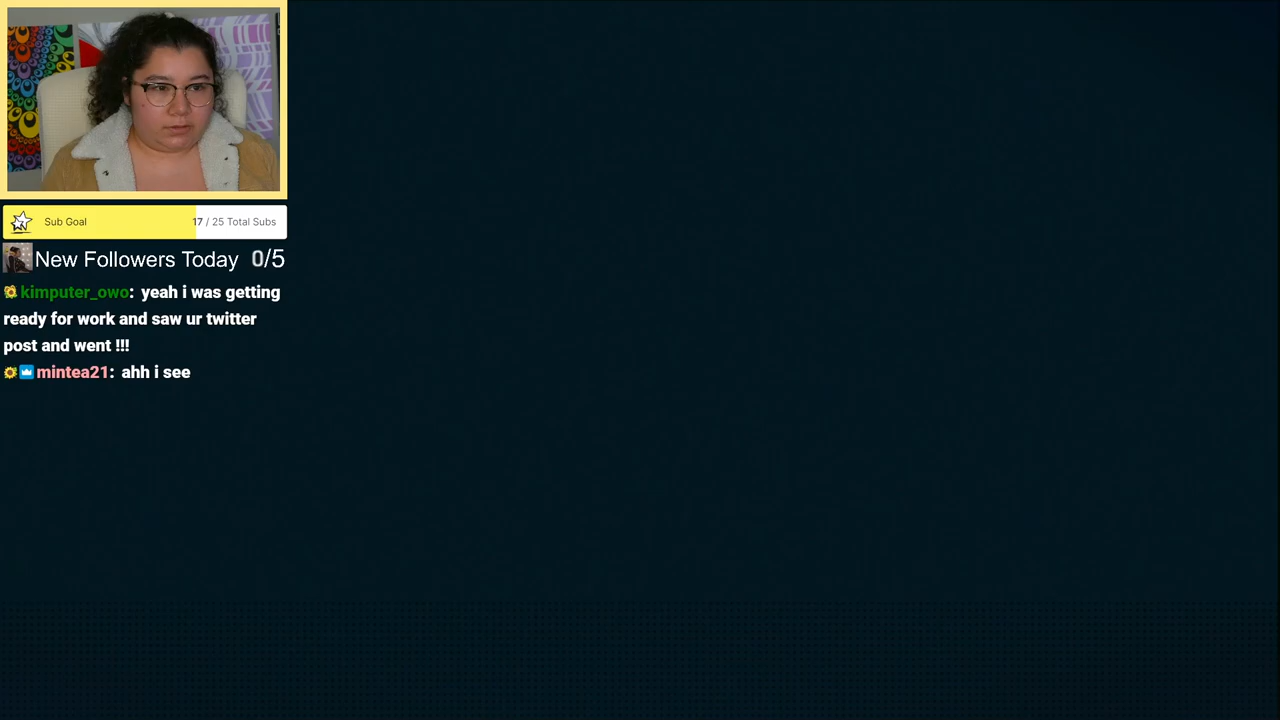 Sub Goal 17 / 25 Total Subs
New Followers Today 0/5
kimputer_owo: yeah i was getting
ready for work and saw ur twitter
post and went !!!
mintea21: ahh i see